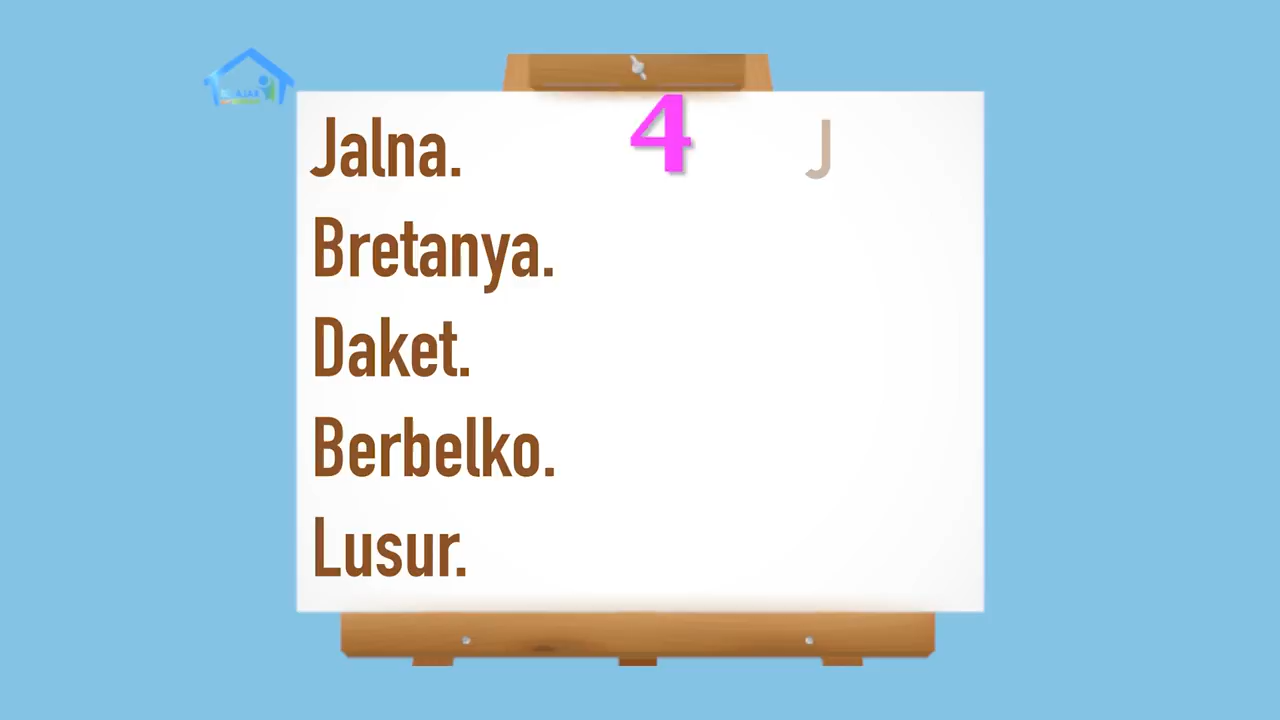 4 J
Jalna.
Bretanya.
Daket.
Berbelko.
Lusur.